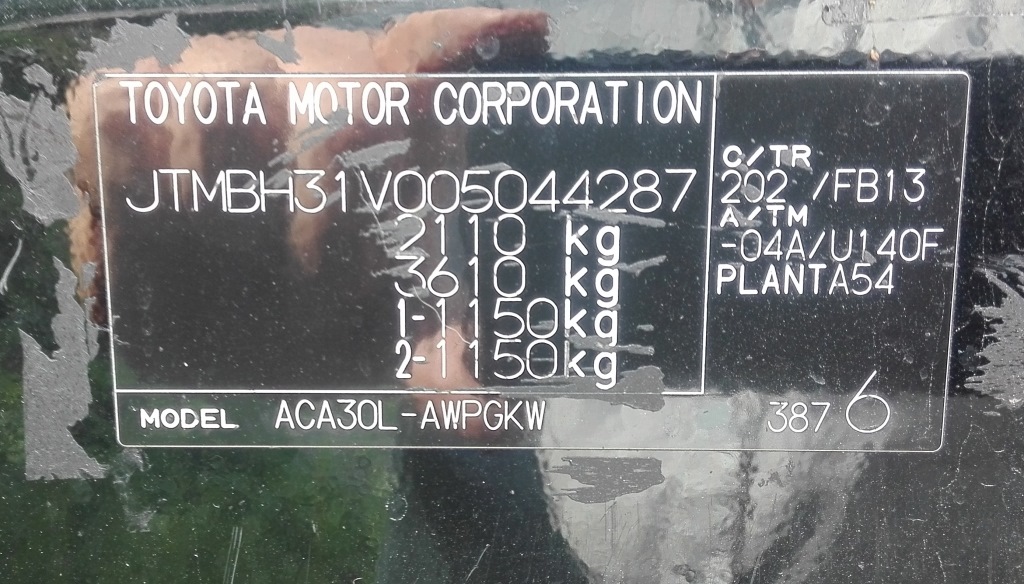 TOYOTA MOTOR CORPORATION
JTMBH31V005044287
2110 kg
3610 kg
1-1150kg
2-1150kg
C/TR
202 /FB13
A/TM
-04A/U140F
PLANTA54
MODEL ACA30L-AWPGKW
387 6